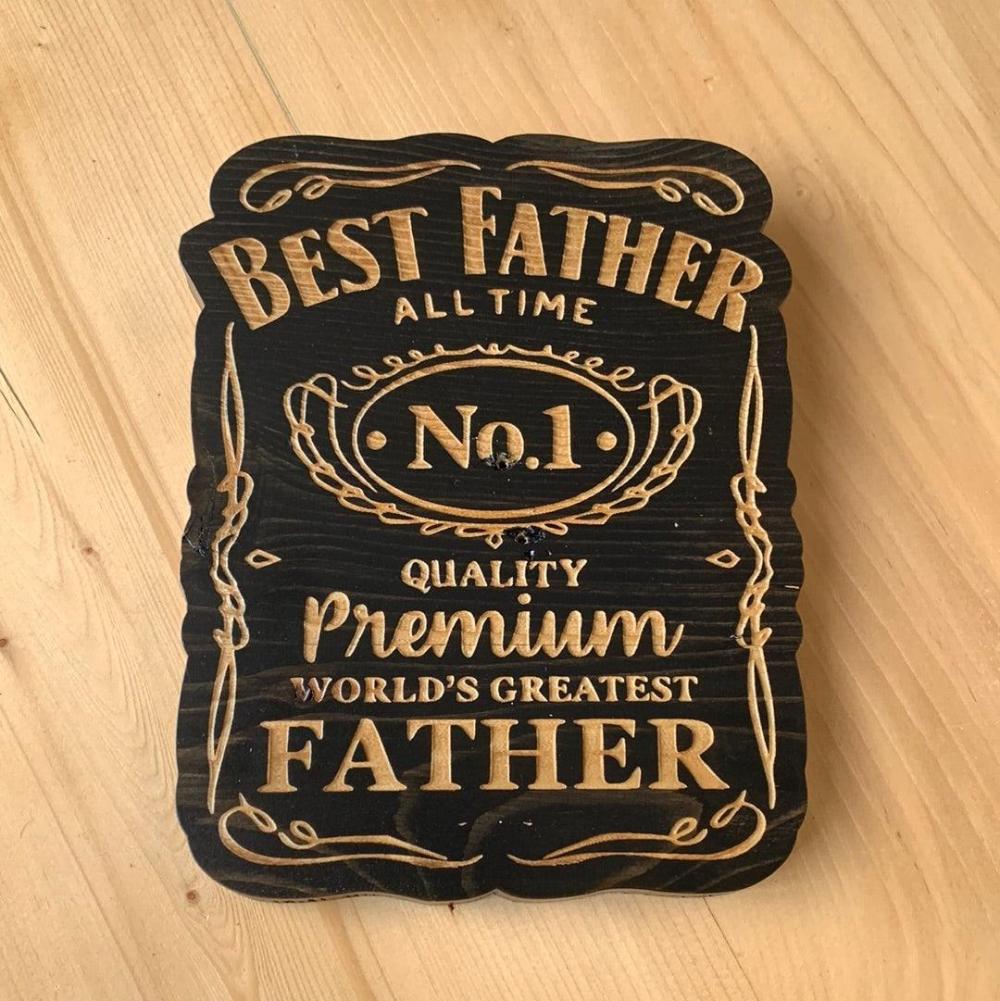 BEST FATHER
ALL TIME
No.1
QUALITY
Premium
WORLD'S GREATEST
FATHER